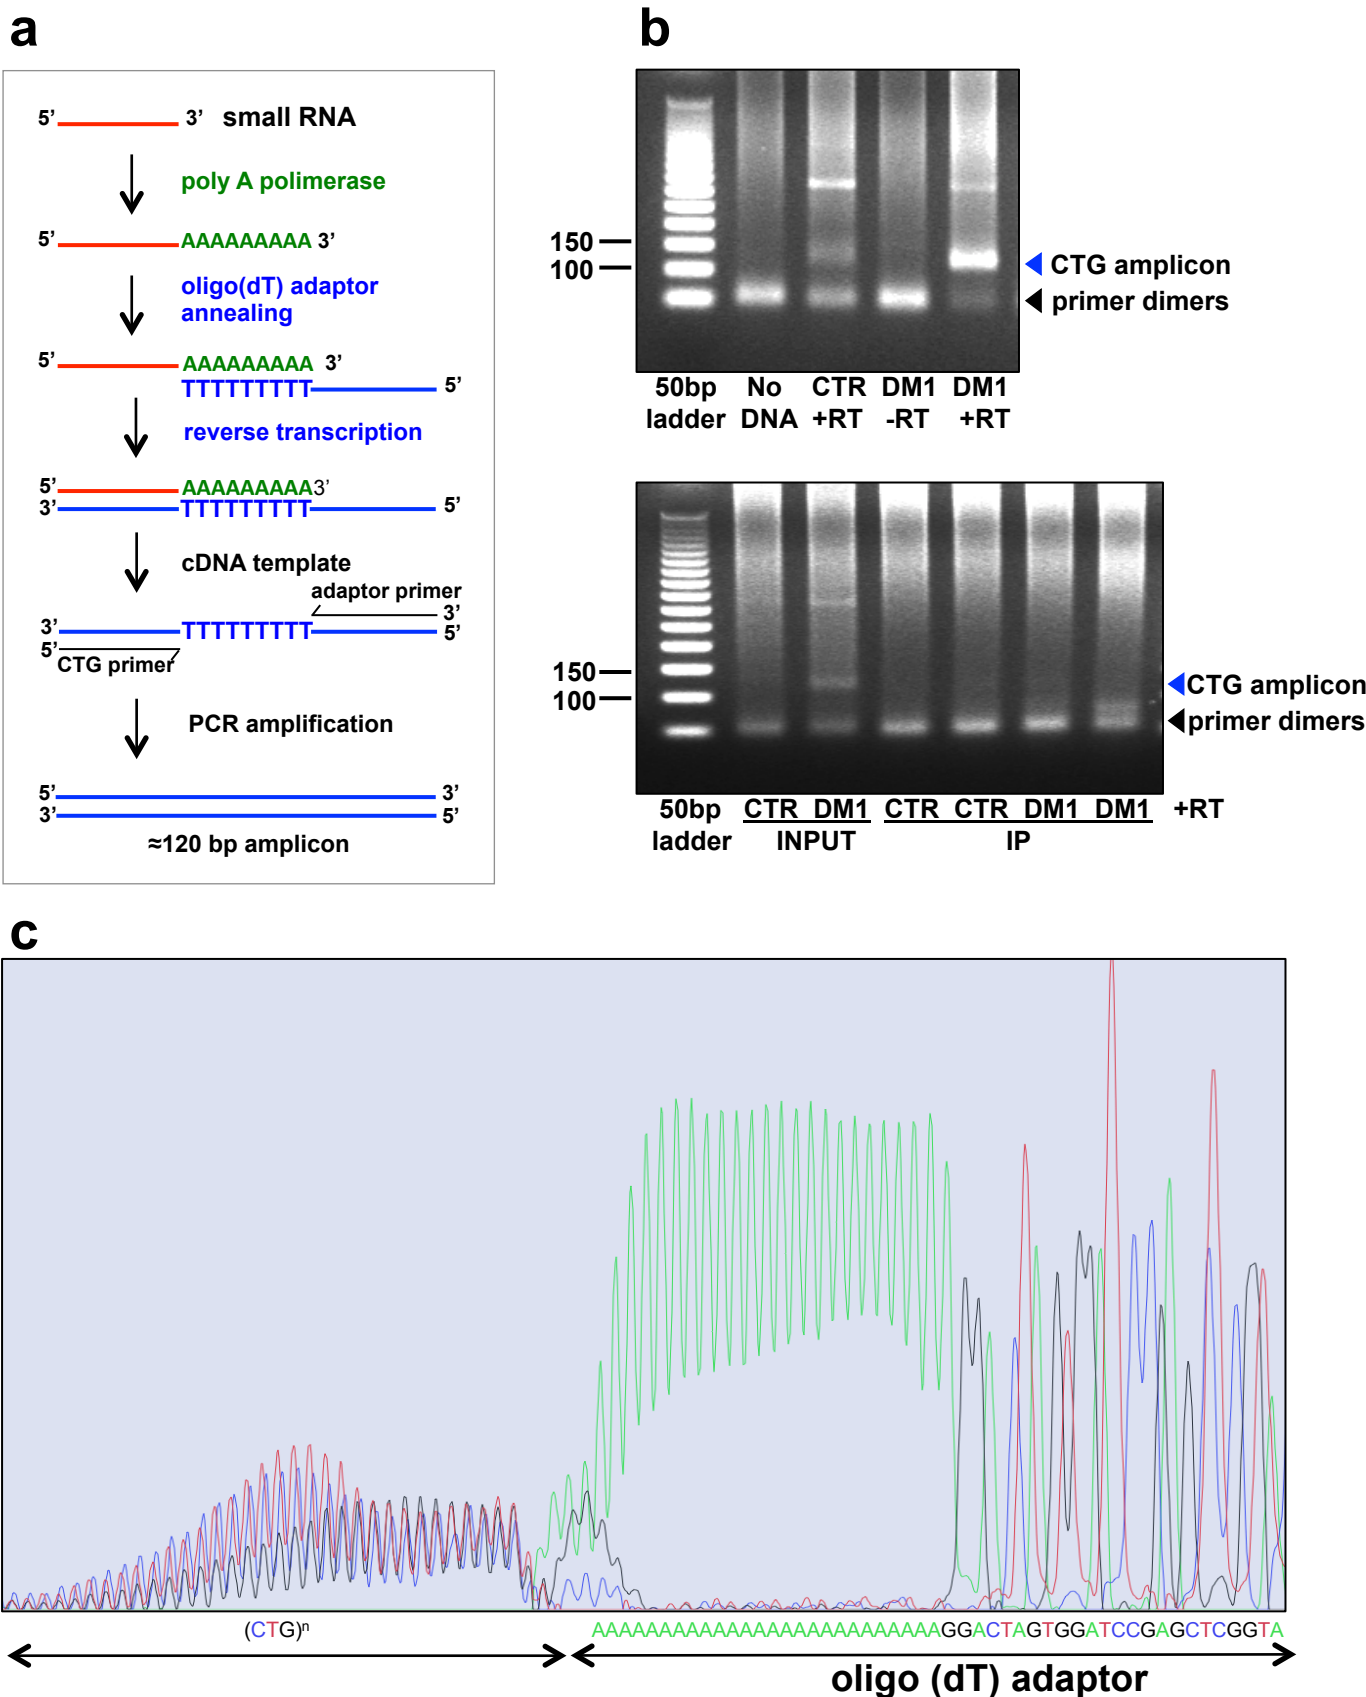 a
5’ 3’ small RNA
poly A polimerase
5’ AAAAAAAAA 3’
oligo(dT) adaptor
annealing
5’ AAAAAAAAA 3’
TTTTTTTTT 5’
reverse transcription
5’ AAAAAAAAA3’
3’ TTTTTTTTT 5’
cDNA template
adaptor primer
3’ TTTTTTTTT 3’
5’ 5’
CTG primer
PCR amplification
5’ 3’
3’ 5’
≈120 bp amplicon
b
150
100
CTG amplicon
primer dimers
50bp No CTR DM1 DM1
ladder DNA +RT -RT +RT
150
100
CTG amplicon
primer dimers
50bp CTR DM1 CTR CTR DM1 DM1 +RT
ladder INPUT IP
c
(CTG)n
AAAAAAAAAAAAAAAAAAAAAAAAAAGGACTAGTGGATCCGAGCTCGGTA
oligo (dT) adaptor